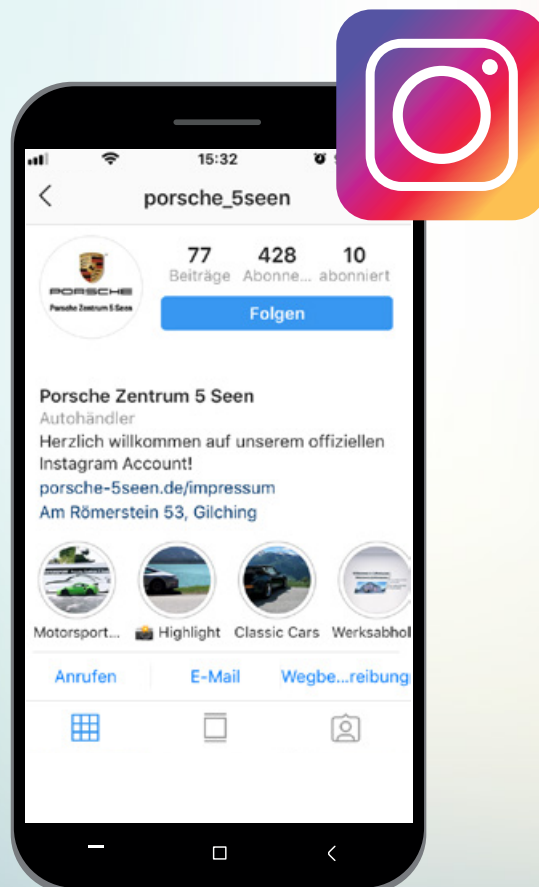 15:32
porsche_5seen
77 428 10
Beiträge Abonne... abonniert
PORSCHE
Porsche Zentrum 5 Seen
Folgen
Porsche Zentrum 5 Seen
Autohändler
Herzlich willkommen auf unserem offiziellen
Instagram Account!
porsche-5seen.de/impressum
Am Römerstein 53, Gilching
Motorsport... 📸 Highlight Classic Cars Werksabhol
Anrufen E-Mail Wegbe...reibung